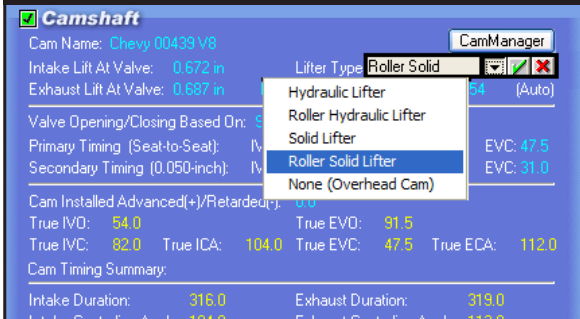 Camshaft
Cam Name: Chevy 00439 V8
CamManager
Intake Lift At Valve: 0.672 in Lifter Type Roller Solid
Exhaust Lift At Valve: 0.687 in 54 (Auto)
Hydraulic Lifter
Roller Hydraulic Lifter
Solid Lifter
Roller Solid Lifter
None (Overhead Cam)
Valve Opening/Closing Based On:
Primary Timing (Seat-to-Seat): EVC: 47.5
Secondary Timing (0.050-inch): EVC: 31.0
Cam Installed Advanced(+)/Retarded(-): 0.0
True IVO: 54.0 True EVO: 91.5
True IVC: 82.0 True ICA: 104.0 True EVC: 47.5 True ECA: 112.0
Cam Timing Summary:
Intake Duration: 316.0 Exhaust Duration: 319.0